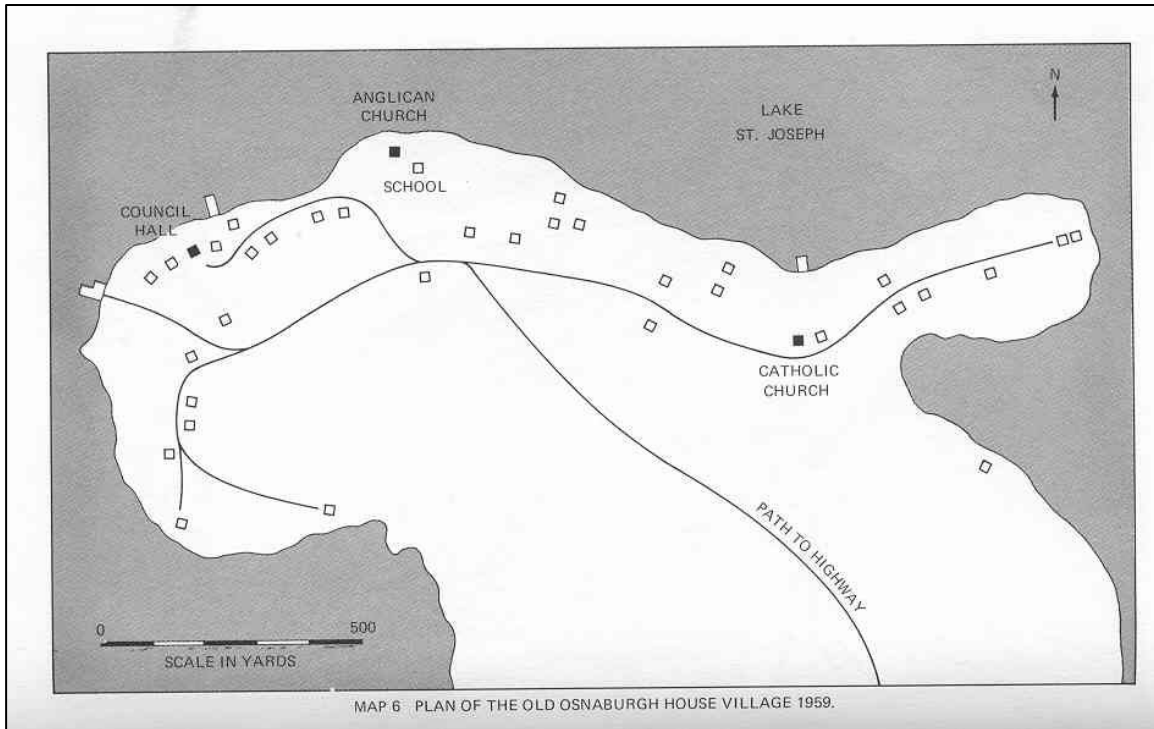 ANGLICAN
CHURCH
LAKE
ST. JOSEPH
N
SCHOOL
COUNCIL
HALL
CATHOLIC
CHURCH
PATH TO HIGHWAY
0 500
SCALE IN YARDS
MAP 6 PLAN OF THE OLD OSNABURGH HOUSE VILLAGE 1959.